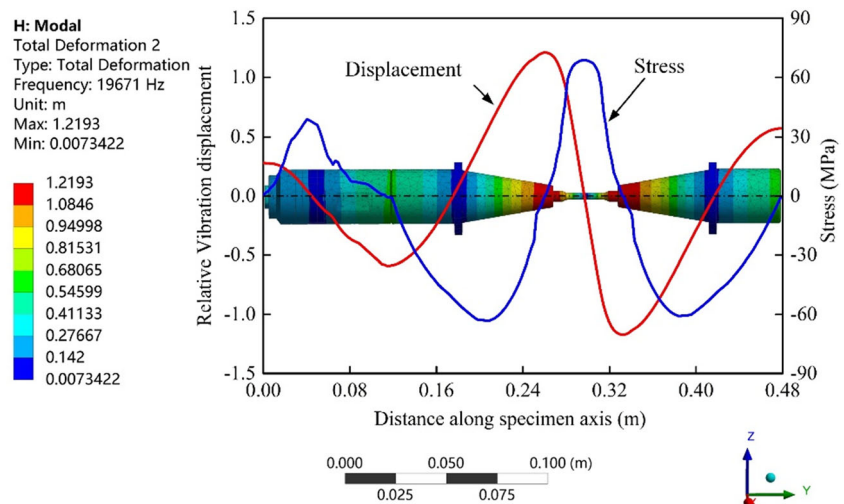 H: Modal
Total Deformation 2
Type: Total Deformation
Frequency: 19671 Hz
Unit: m
Max: 1.2193
Min: 0.0073422
1.2193
1.0846
0.94998
0.81531
0.68065
0.54599
0.41133
0.27667
0.142
0.0073422
Relative Vibration displacement
1.5
1.0
0.5
0.0
-0.5
-1.0
-1.5
Displacement
Stress
90
60
30
0
-30
-60
-90
Stress (MPa)
0.00 0.08 0.16 0.24 0.32 0.40 0.48
Distance along specimen axis (m)
0.000 0.050 0.100 (m)
0.025 0.075
Z
Y